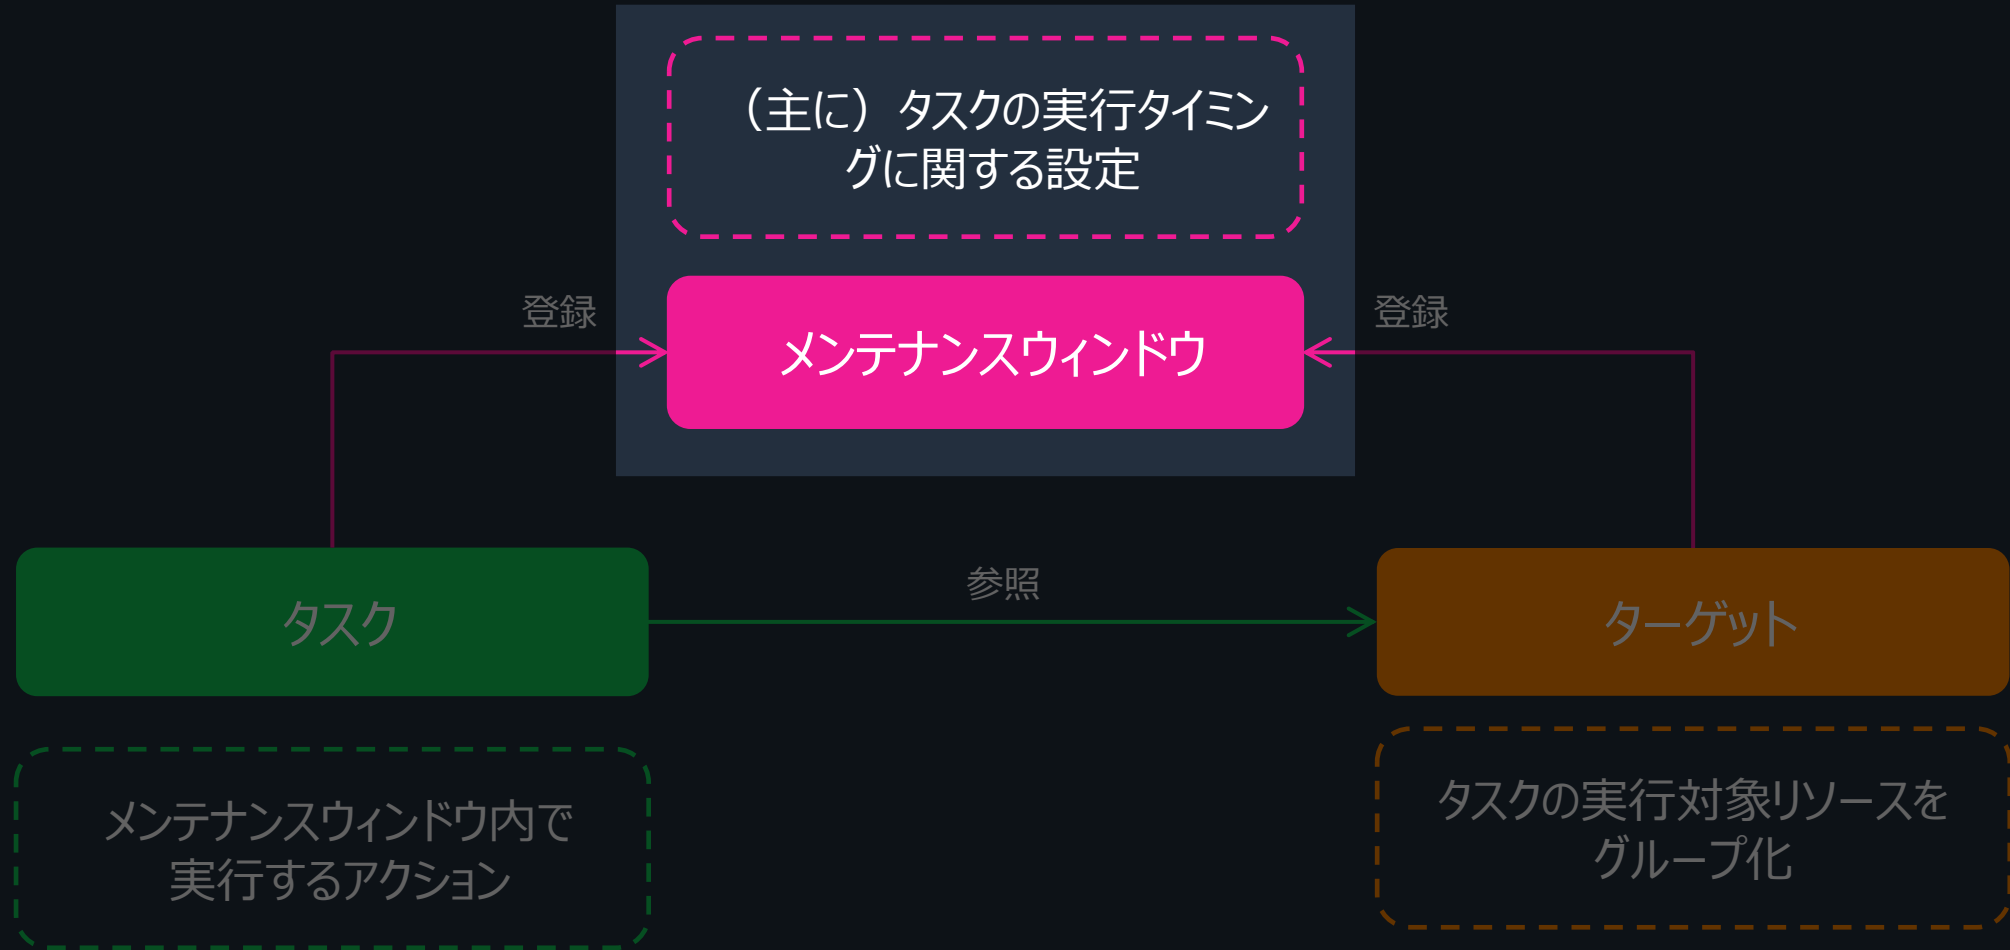 （主に）タスクの実行タイミン
グに関する設定
登録
登録
メンテナンスウィンドウ
参照
タスク
ターゲット
メンテナンスウィンドウ内で
実行するアクション
タスクの実行対象リソースを
グループ化